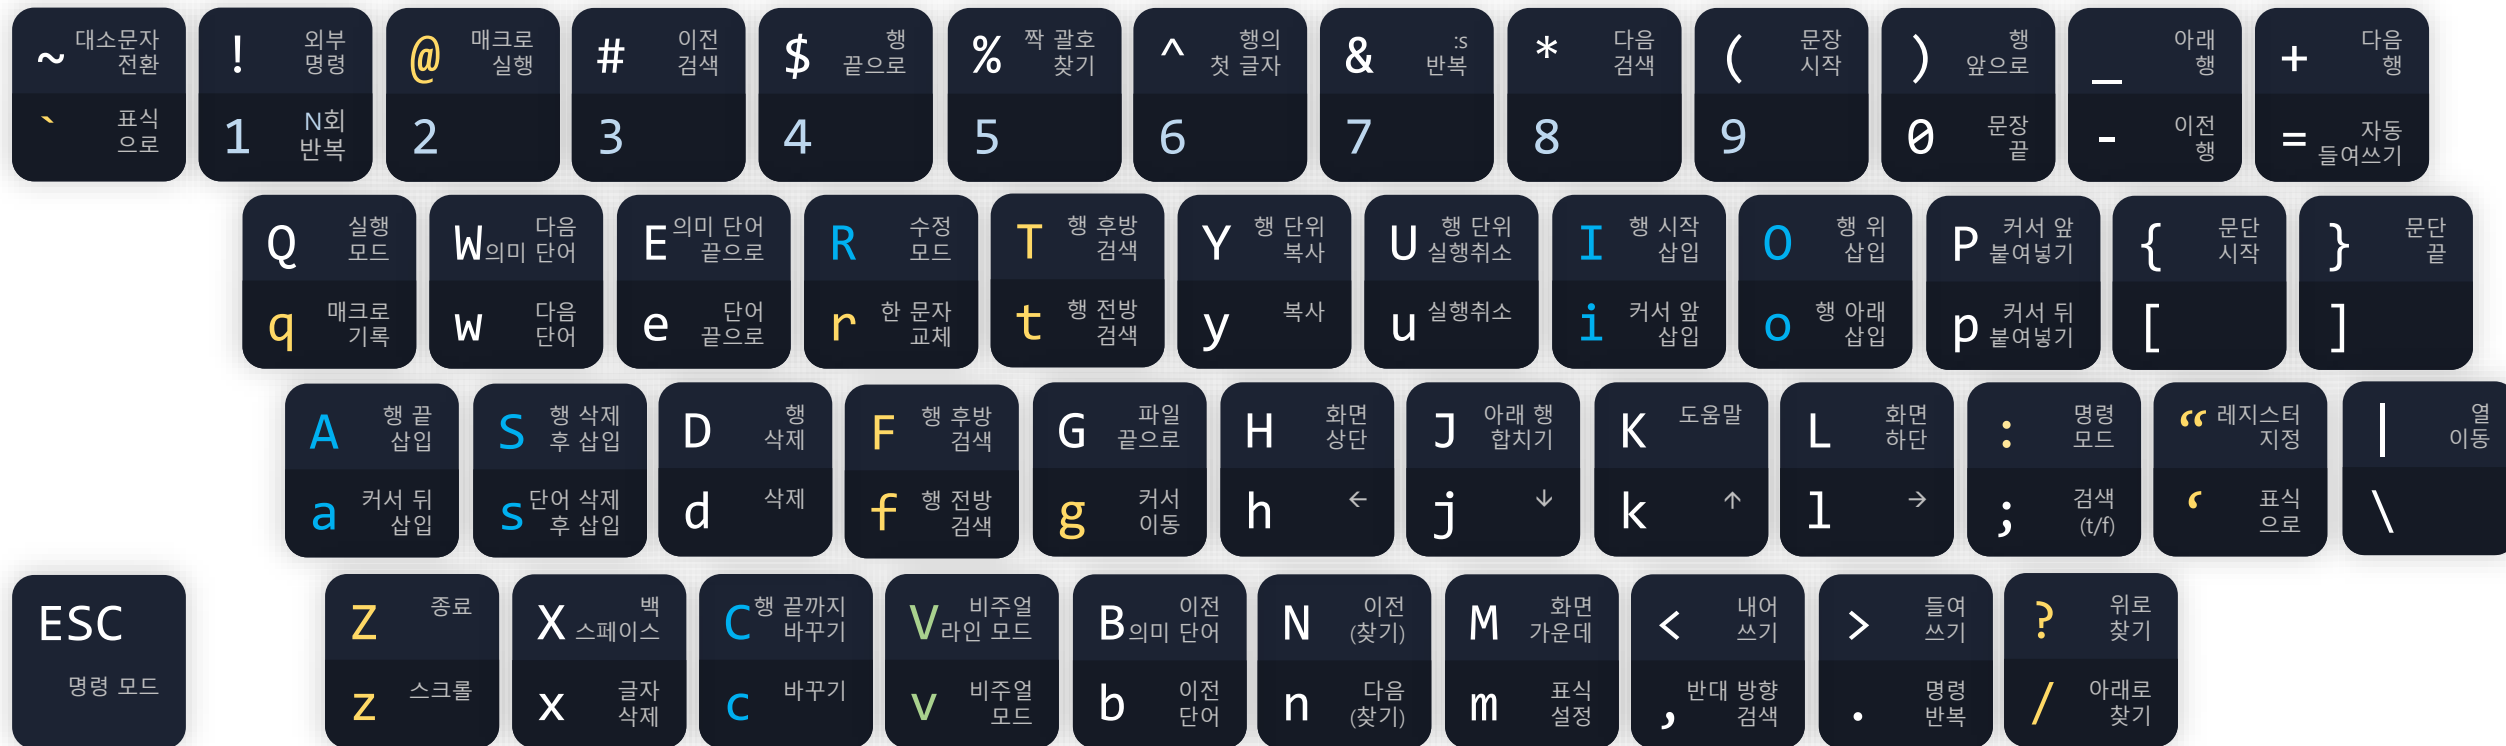 ~ 대소문자
전환
` 표식
으로
! 외부
명령
1 N회
반복
@ 매크로
실행
2
# 이전
검색
3
$ 행
끝으로
4
% 짝 괄호
찾기
5
^ 행의
첫 글자
6
& :s
반복
7
* 다음
검색
8
( 문장
시작
9
) 행
앞으로
0 문장
끝
_ 아래
행
- 이전
행
+ 다음
행
= 자동
들여쓰기
Q 실행
모드
q 매크로
기록
W 다음
의미 단어
w 다음
단어
E 의미 단어
끝으로
e 단어
끝으로
R 수정
모드
r 한 문자
교체
T 행 후방
검색
t 행 전방
검색
Y 행 단위
복사
y 복사
U 행 단위
실행취소
u 실행취소
I 행 시작
삽입
i 커서 앞
삽입
O 행 위
삽입
o 행 아래
삽입
P 커서 앞
붙여넣기
p 커서 뒤
붙여넣기
{ 문단
시작
[
} 문단
끝
]
A 행 끝
삽입
a 커서 뒤
삽입
S 행 삭제
후 삽입
s 단어 삭제
후 삽입
D 행
삭제
d 삭제
F 행 후방
검색
f 행 전방
검색
G 파일
끝으로
g 커서
이동
H 화면
상단
h ←
J 아래 행
합치기
j ↓
K 도움말
k ↑
L 화면
하단
l →
: 명령
모드
; 검색
(t/f)
“ 레지스터
지정
‘ 표식
으로
| 열
이동
\
ESC
명령 모드
Z 종료
z 스크롤
X 백
스페이스
x 글자
삭제
C 행 끝까지
바꾸기
c 바꾸기
V 비주얼
라인 모드
v 비주얼
모드
B 이전
의미 단어
b 이전
단어
N 이전
(찾기)
n 다음
(찾기)
M 화면
가운데
m 표식
설정
< 내어
쓰기
, 반대 방향
검색
> 들여
쓰기
. 명령
반복
? 위로
찾기
/ 아래로
찾기